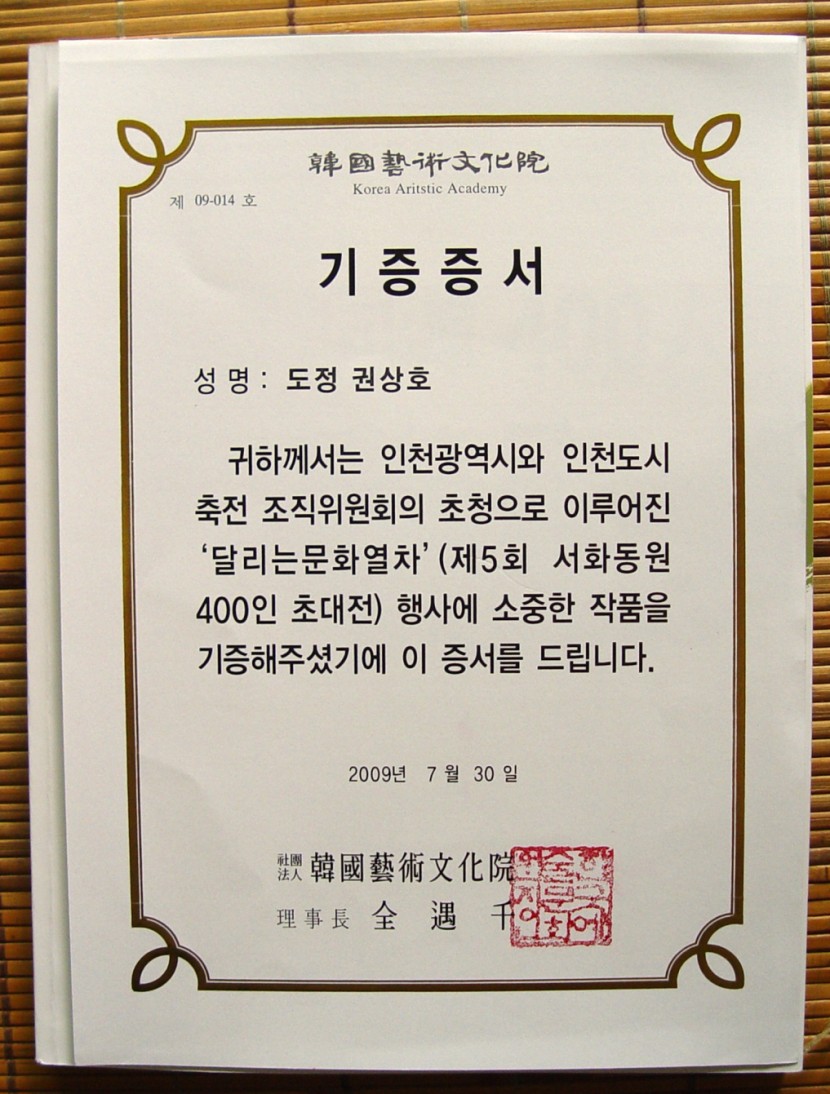 韓國藝術文化院
Korea Aritstic Academy
제 09-014 호
기증증서
성 명 : 도정 권상호
귀하께서는 인천광역시와 인천도시
축전 조직위원회의 초청으로 이루어진
‘달리는문화열차’(제5회 서화동원
400인 초대전) 행사에 소중한 작품을
기증해주셨기에 이 증서를 드립니다.
2009년 7월 30일
社團法人 韓國藝術文化院
理事長 全遇千